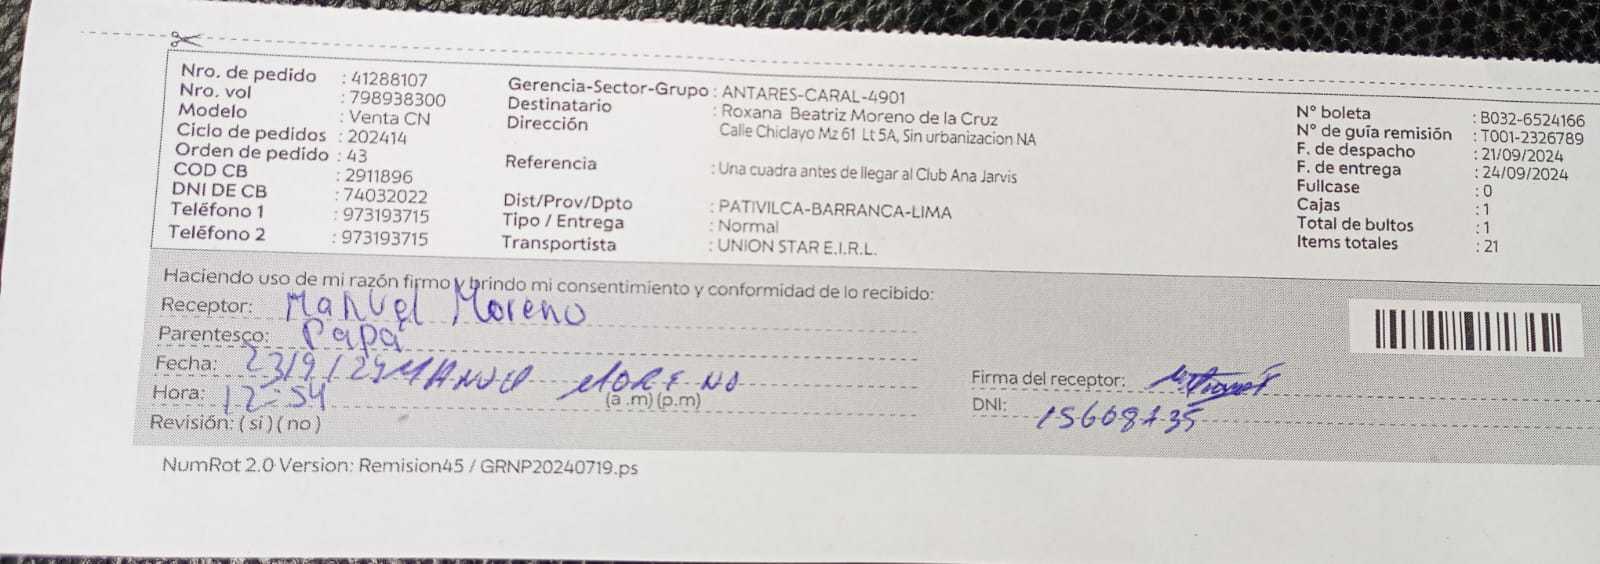 Nro. de pedido : 41288107
Nro. vol : 798938300
Modelo : Venta CN
Ciclo de pedidos : 202414
Orden de pedido : 43
COD CB : 2911896
DNI DE CB : 74032022
Teléfono 1 : 973193715
Teléfono 2 : 973193715
Gerencia-Sector-Grupo : ANTARES-CARAL-4901
Destinatario : Roxana Beatriz Moreno de la Cruz
Dirección : Calle Chiclayo Mz 61 Lt 5A, Sin urbanizacion NA
Referencia : Una cuadra antes de llegar al Club Ana Jarvis
Dist/Prov/Dpto : PATIVILCA-BARRANCA-LIMA
Tipo / Entrega : Normal
Transportista : UNION STAR E.I.R.L.
N° boleta : B032-6524166
N° de guía remisión : T001-2326789
F. de despacho : 21/09/2024
F. de entrega : 24/09/2024
Fullcase : 0
Cajas : 1
Total de bultos : 1
Items totales : 21
Haciendo uso de mi razón firmo y brindo mi consentimiento y conformidad de lo recibido:
Receptor: Manuel Moreno
Parentesco: Papá
Fecha: 23/9/24 MANUEL MORENO
Hora: 12:54 (a .m) (p.m)
Revisión: ( si ) ( no )
Firma del receptor:
DNI: 15608735
NumRot 2.0 Version: Remision45 / GRNP20240719.ps